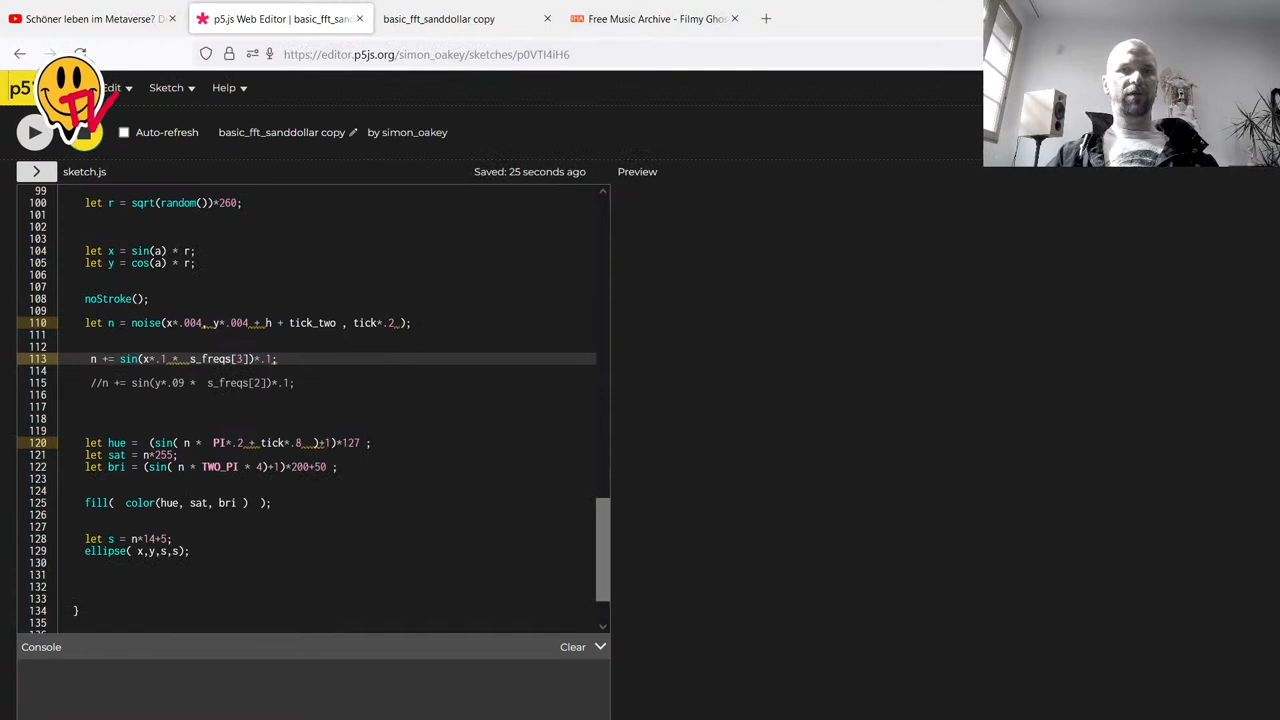 Schöner leben im Metaverse? D
p5.js Web Editor | basic_fft_sanddollar
basic_fft_sanddollar copy
Free Music Archive - Filmy Ghos
https://editor.p5js.org/simon_oakey/sketches/p0VTI4iH6
p5
TV
Edit
Sketch
Help
Auto-refresh
basic_fft_sanddollar copy
by simon_oakey
sketch.js
Saved: 25 seconds ago
Preview
99
100 let r = sqrt(random())*260;
101
102
103
104 let x = sin(a) * r;
105 let y = cos(a) * r;
106
107
108 noStroke();
109
110 let n = noise(x*.004, y*.004 + h + tick_two , tick*.2 );
111
112
113 n += sin(x*.1 * s_freqs[3])*.1;
114
115 //n += sin(y*.09 * s_freqs[2])*.1;
116
117
118
119
120 let hue = (sin( n * PI*.2 + tick*.8 )+1)*127 ;
121 let sat = n*255;
122 let bri = (sin( n * TWO_PI * 4)+1)*200+50 ;
123
124
125 fill( color(hue, sat, bri ) );
126
127
128 let s = n*14+5;
129 ellipse( x,y,s,s);
130
131
132
133
134 }
135
Console
Clear